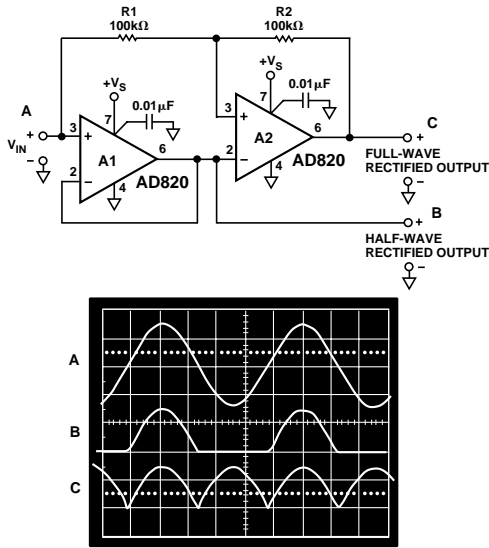 R1
100kΩ
R2
100kΩ
+VS
0.01µF
+VS
0.01µF
A
+
VIN
−
3
+
7
A1
6
2
−
4
AD820
3
+
7
A2
6
2
−
4
AD820
C
+
FULL-WAVE
RECTIFIED OUTPUT
−
B
+
HALF-WAVE
RECTIFIED OUTPUT
−
A
B
C